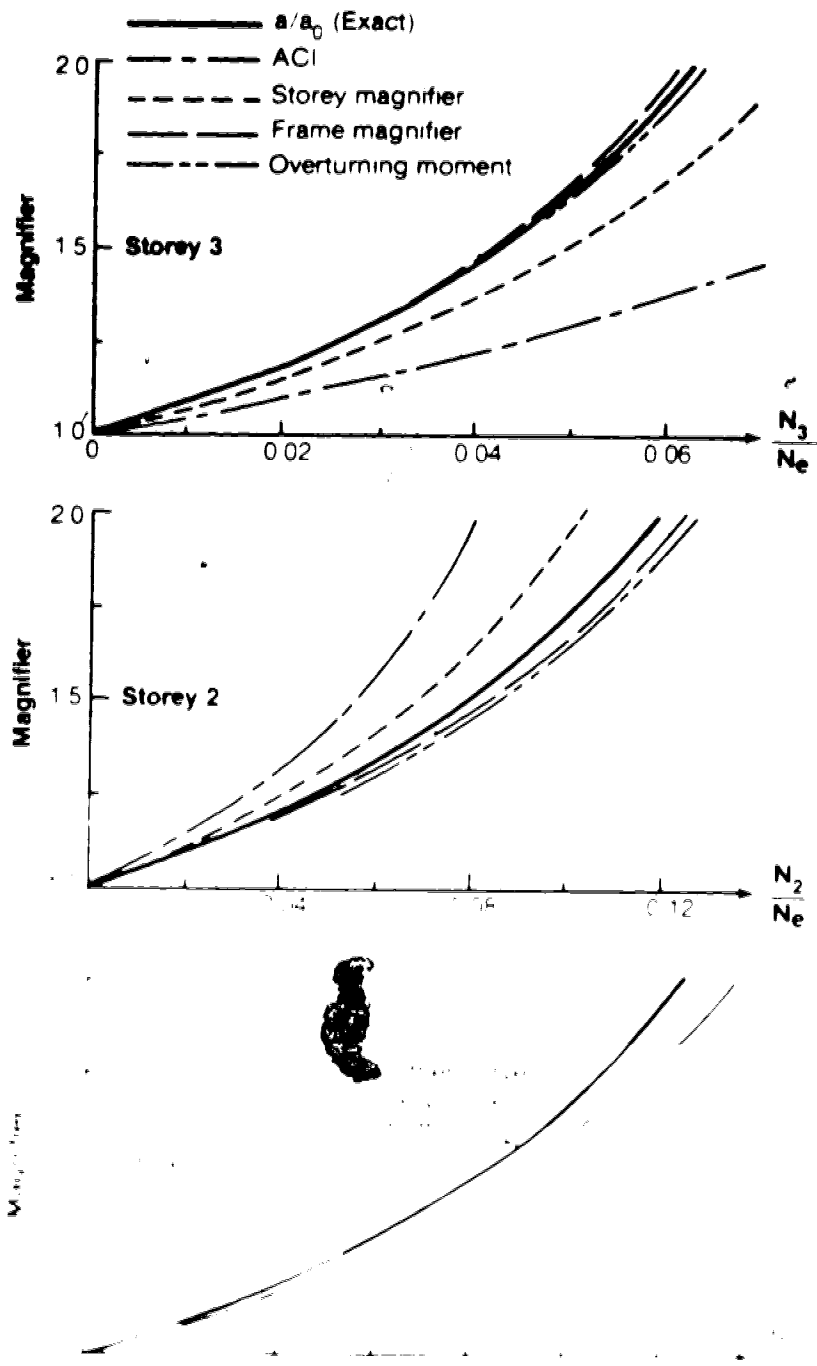 a/a₀ (Exact)
ACI
Storey magnifier
Frame magnifier
Overturning moment
2 0
1 5
1 0
Magnifier
Storey 3
0
0 02
0 04
0 06
N₃
Nₑ
2 0
1 5
Magnifier
Storey 2
0 12
N₂
Nₑ